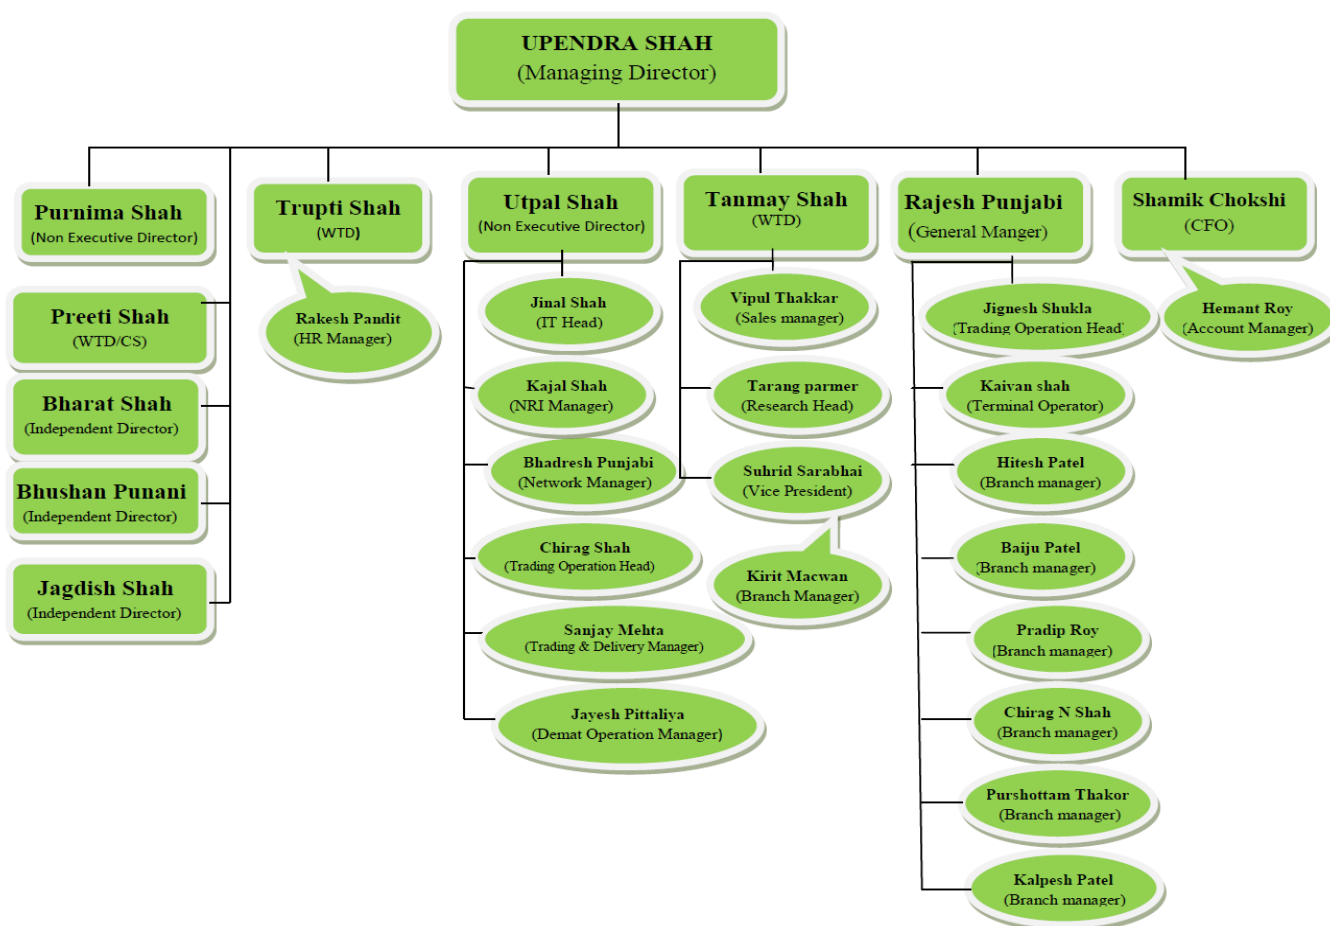 UPENDRA SHAH
(Managing Director)
Purnima Shah
(Non Executive Director)
Trupti Shah
(WTD)
Utpal Shah
(Non Executive Director)
Tanmay Shah
(WTD)
Rajesh Punjabi
(General Manger)
Shamik Chokshi
(CFO)
Preeti Shah
(WTD/CS)
Bharat Shah
(Independent Director)
Bhushan Punani
(Independent Director)
Jagdish Shah
(Independent Director)
Rakesh Pandit
(HR Manager)
Jinal Shah
(IT Head)
Kajal Shah
(NRI Manager)
Bhadresh Punjabi
(Network Manager)
Chirag Shah
(Trading Operation Head)
Sanjay Mehta
(Trading & Delivery Manager)
Jayesh Pittaliya
(Demat Operation Manager)
Vipul Thakkar
(Sales manager)
Tarang parmer
(Research Head)
Suhrid Sarabhai
(Vice President)
Kirit Macwan
(Branch Manager)
Jignesh Shukla
(Trading Operation Head)
Kaivan shah
(Terminal Operator)
Hitesh Patel
(Branch manager)
Baiju Patel
(Branch manager)
Pradip Roy
(Branch manager)
Chirag N Shah
(Branch manager)
Purshottam Thakor
(Branch manager)
Kalpesh Patel
(Branch manager)
Hemant Roy
(Account Manager)